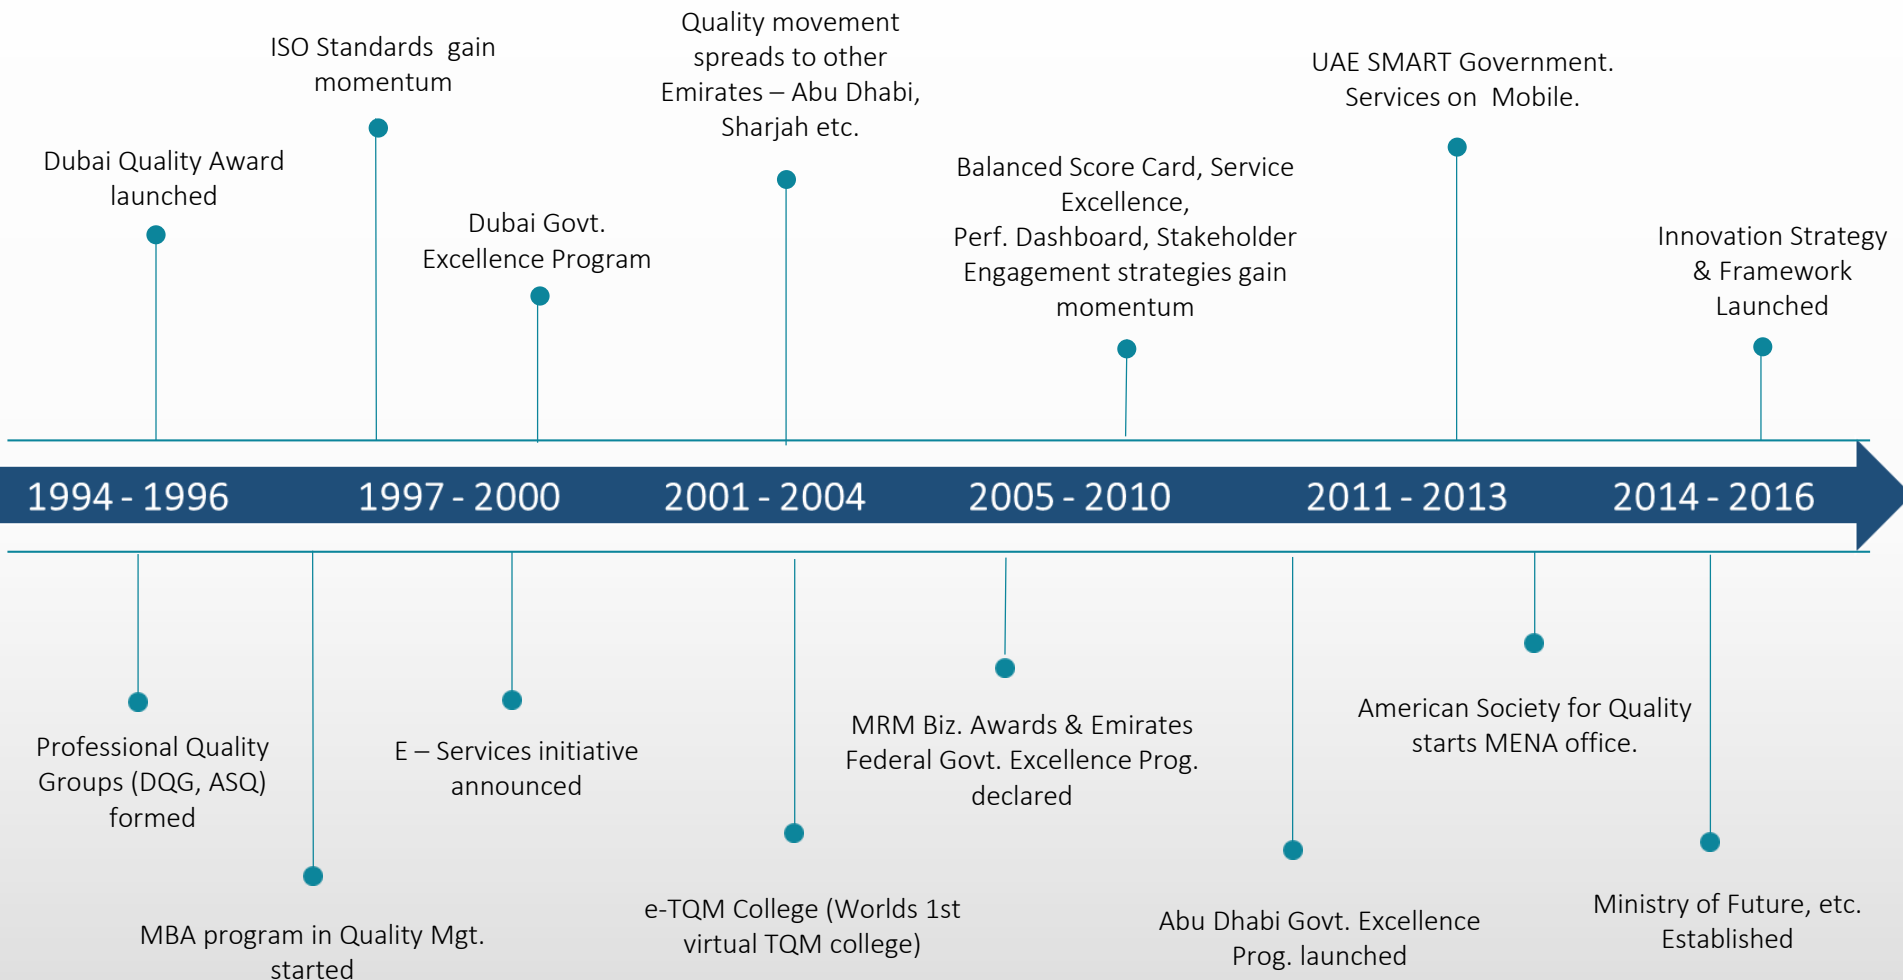 Dubai Quality Award
launched
ISO Standards  gain
momentum
Dubai Govt.
Excellence Program
Quality movement
spreads to other
Emirates – Abu Dhabi,
Sharjah etc.
Balanced Score Card, Service
Excellence,
Perf. Dashboard, Stakeholder
Engagement strategies gain
momentum
UAE SMART Government.
Services on  Mobile.
Innovation Strategy
& Framework
Launched
1994 - 1996
1997 - 2000
2001 - 2004
2005 - 2010
2011 - 2013
2014 - 2016
Professional Quality
Groups (DQG, ASQ)
formed
MBA program in Quality Mgt.
started
E – Services initiative
announced
e-TQM College (Worlds 1st
virtual TQM college)
MRM Biz. Awards & Emirates
Federal Govt. Excellence Prog.
declared
Abu Dhabi Govt. Excellence
Prog. launched
American Society for Quality
starts MENA office.
Ministry of Future, etc.
Established